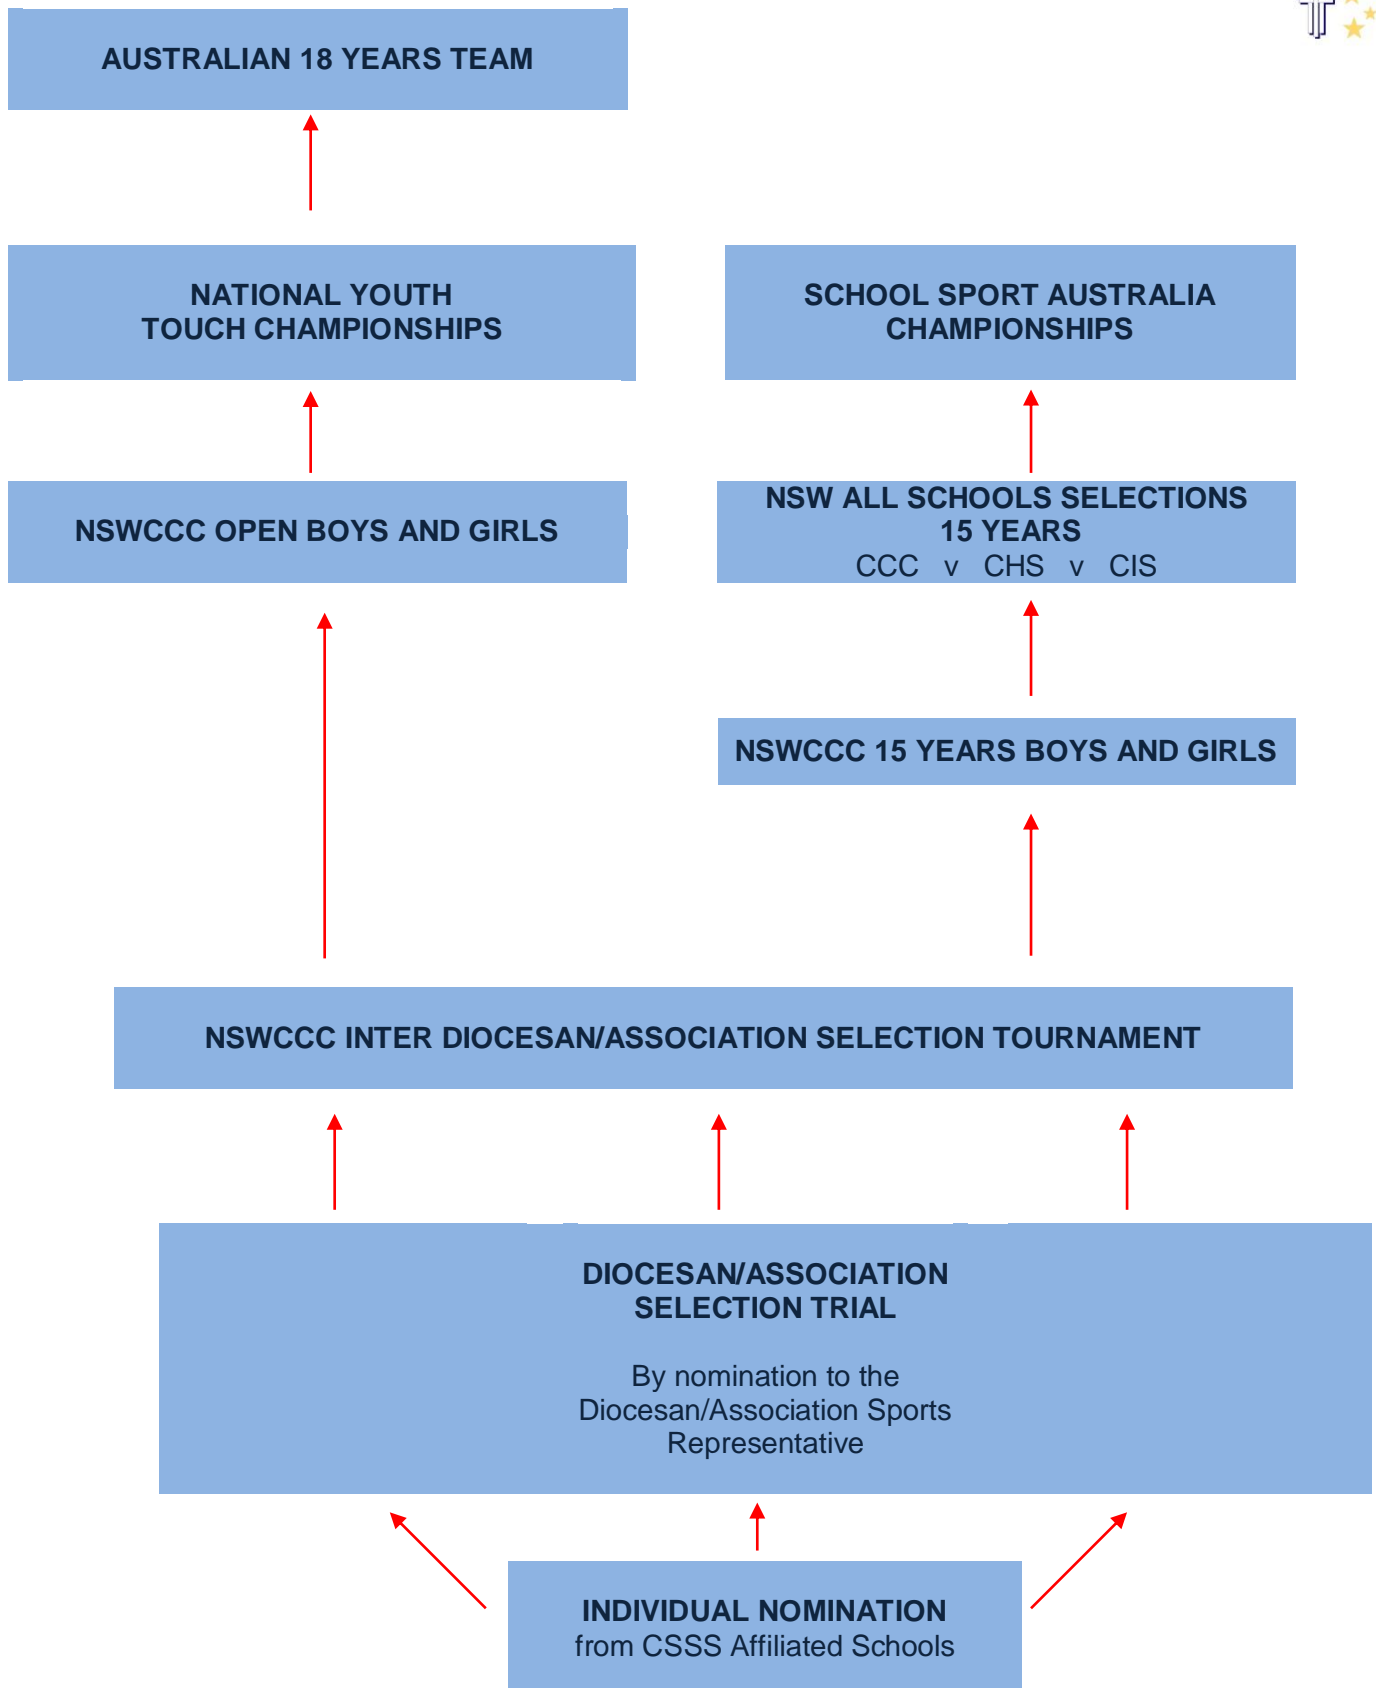 AUSTRALIAN 18 YEARS TEAM
NATIONAL YOUTH
TOUCH CHAMPIONSHIPS
SCHOOL SPORT AUSTRALIA
CHAMPIONSHIPS
NSWCCC OPEN BOYS AND GIRLS
NSW ALL SCHOOLS SELECTIONS
15 YEARS
CCC v CHS v CIS
NSWCCC 15 YEARS BOYS AND GIRLS
NSWCCC INTER DIOCESAN/ASSOCIATION SELECTION TOURNAMENT
DIOCESAN/ASSOCIATION
SELECTION TRIAL
By nomination to the
Diocesan/Association Sports
Representative
INDIVIDUAL NOMINATION
from CSSS Affiliated Schools